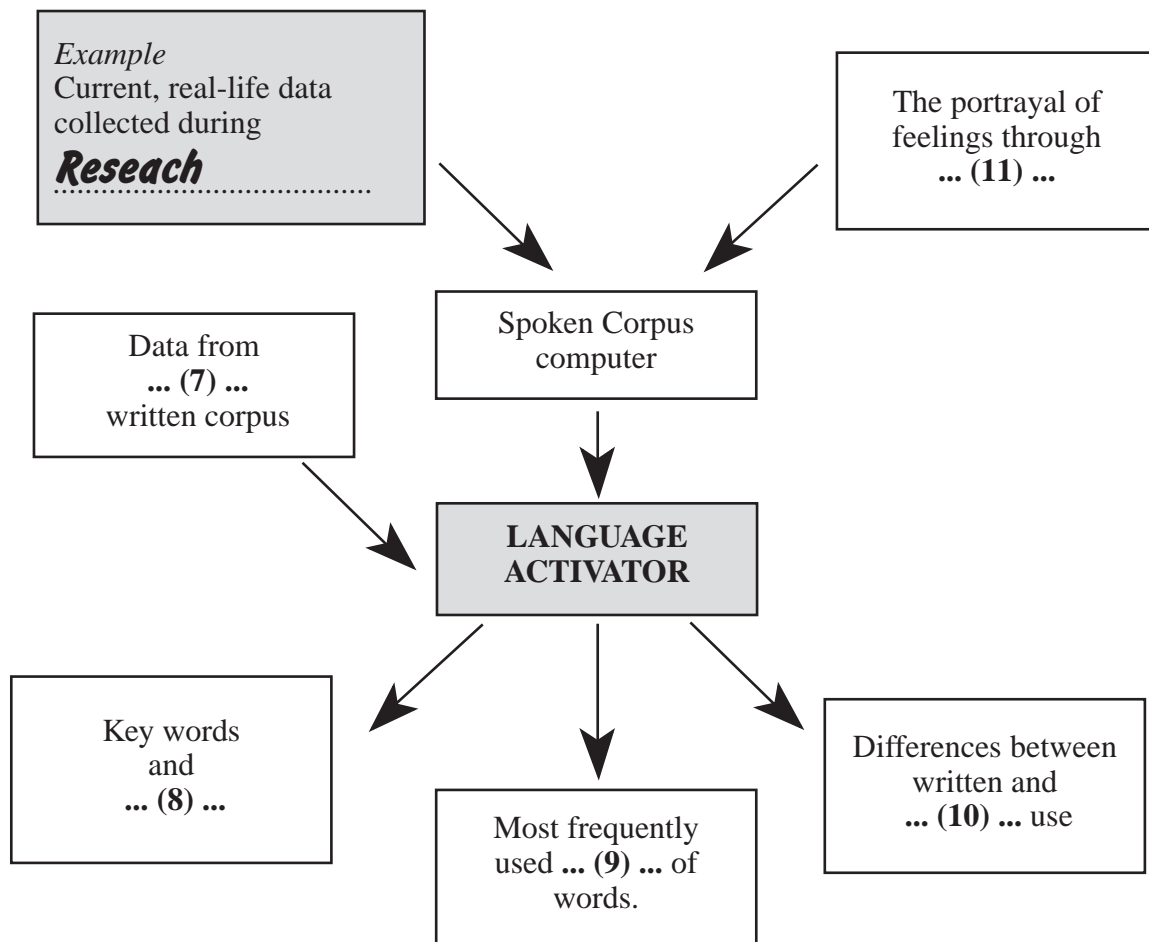 Example
Current, real-life data
collected during
Reseach
The portrayal of
feelings through
... (11) ...
Spoken Corpus
computer
Data from
... (7) ...
written corpus
LANGUAGE
ACTIVATOR
Key words
and
... (8) ...
Most frequently
used ... (9) ... of
words.
Differences between
written and
... (10) ... use